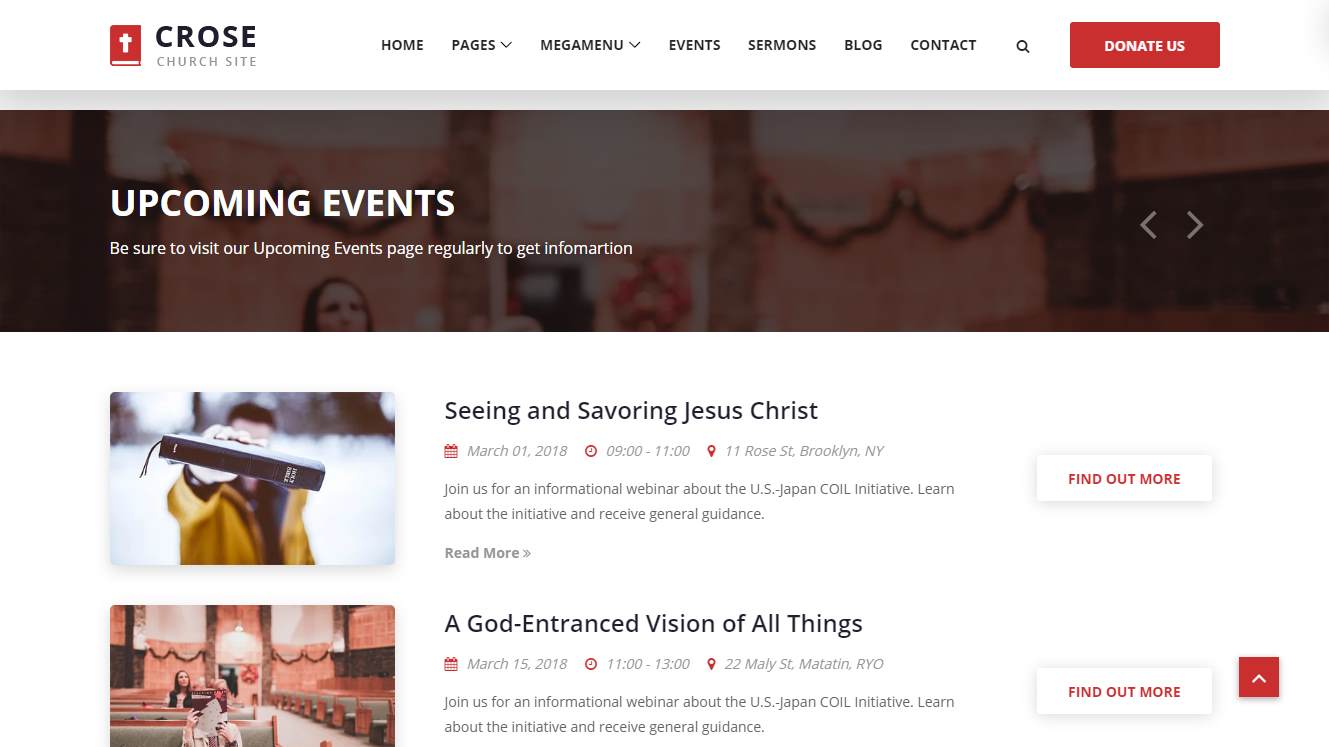 CROSE
CHURCH SITE
HOME PAGES MEGAMENU EVENTS SERMONS BLOG CONTACT
DONATE US
UPCOMING EVENTS
Be sure to visit our Upcoming Events page regularly to get infomartion
Seeing and Savoring Jesus Christ
March 01, 2018 09:00 - 11:00 11 Rose St, Brooklyn, NY
Join us for an informational webinar about the U.S.-Japan COIL Initiative. Learn
about the initiative and receive general guidance.
Read More »
FIND OUT MORE
HOLY
BIBLE
A God-Entranced Vision of All Things
March 15, 2018 11:00 - 13:00 22 Maly St, Matatin, RYO
Join us for an informational webinar about the U.S.-Japan COIL Initiative. Learn
about the initiative and receive general guidance.
FIND OUT MORE